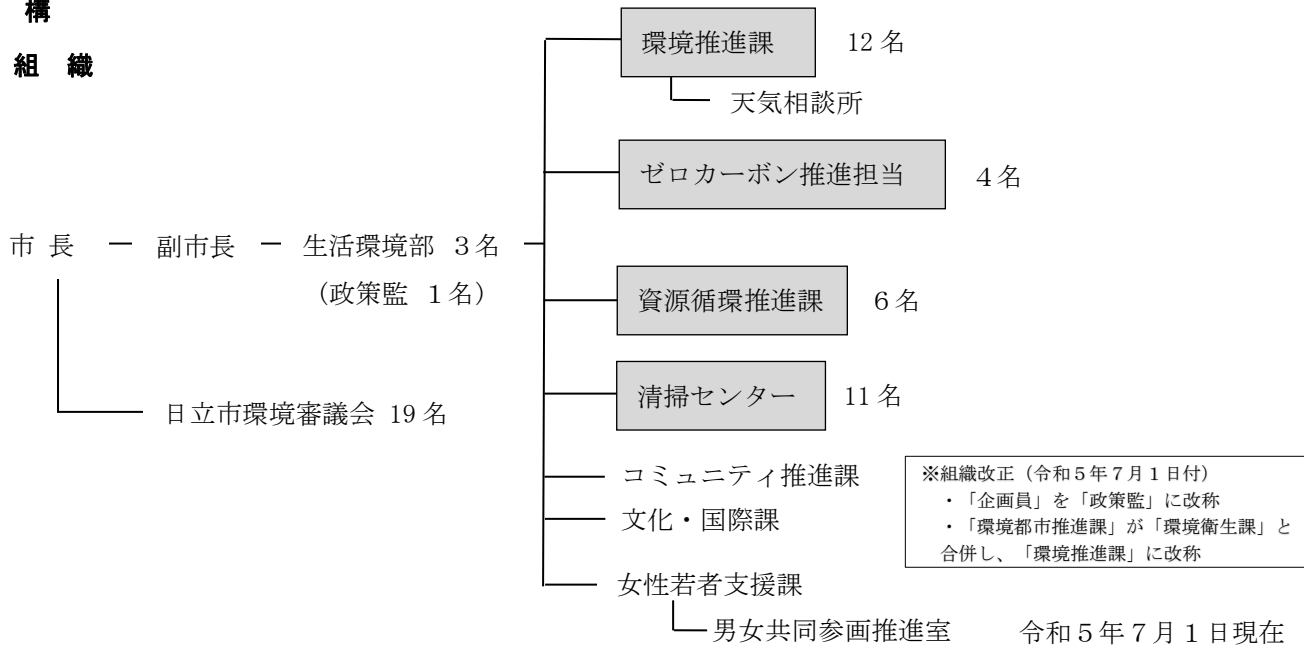 構
組 織
環境推進課 12名
天気相談所
ゼロカーボン推進担当 4名
市 長 ― 副市長 ― 生活環境部 3名
(政策監 1名)
資源循環推進課 6名
清掃センター 11名
日立市環境審議会 19名
コミュニティ推進課
文化・国際課
女性若者支援課
男女共同参画推進室
※組織改正(令和5年7月1日付)
・「企画員」を「政策監」に改称
・「環境都市推進課」が「環境衛生課」と
合併し、「環境推進課」に改称
令和5年7月1日現在